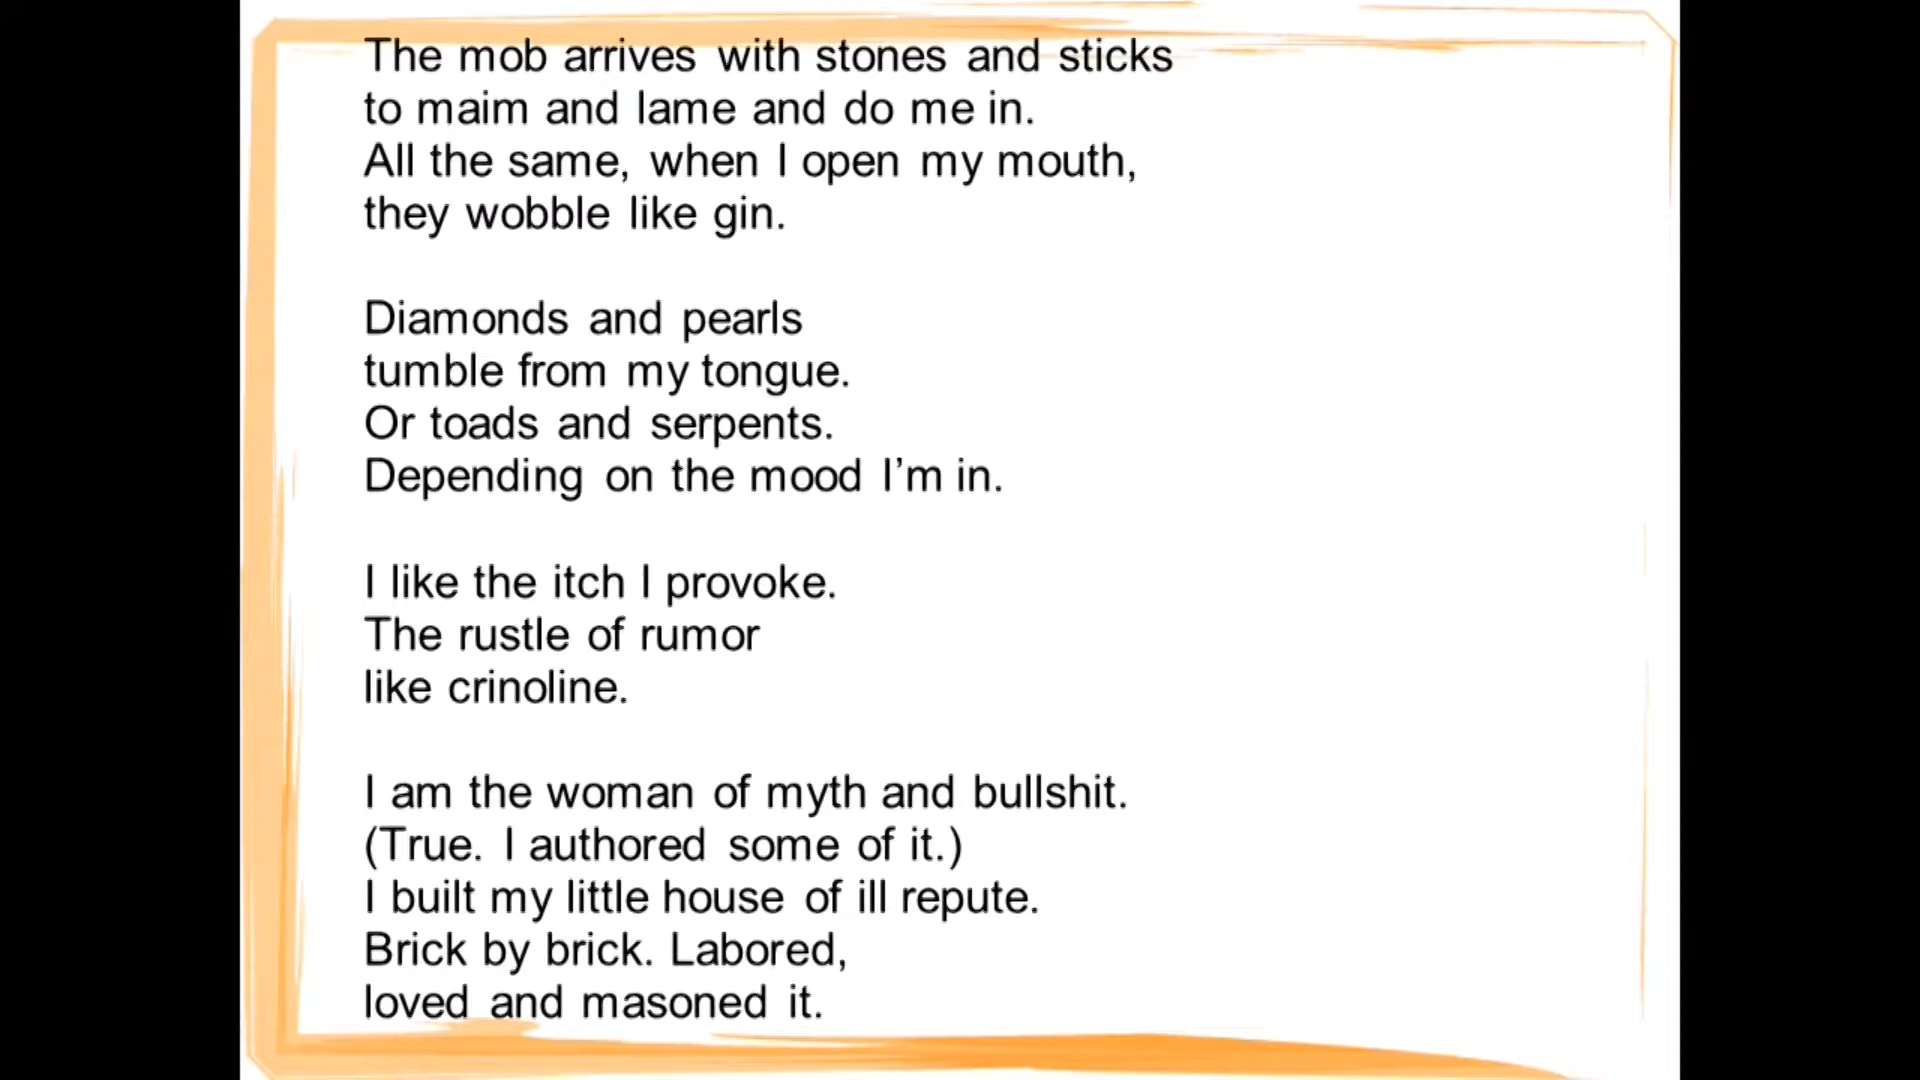 The mob arrives with stones and sticks
to maim and lame and do me in.
All the same, when I open my mouth,
they wobble like gin.
Diamonds and pearls
tumble from my tongue.
Or toads and serpents.
Depending on the mood I’m in.
I like the itch I provoke.
The rustle of rumor
like crinoline.
I am the woman of myth and bullshit.
(True. I authored some of it.)
I built my little house of ill repute.
Brick by brick. Labored,
loved and masoned it.